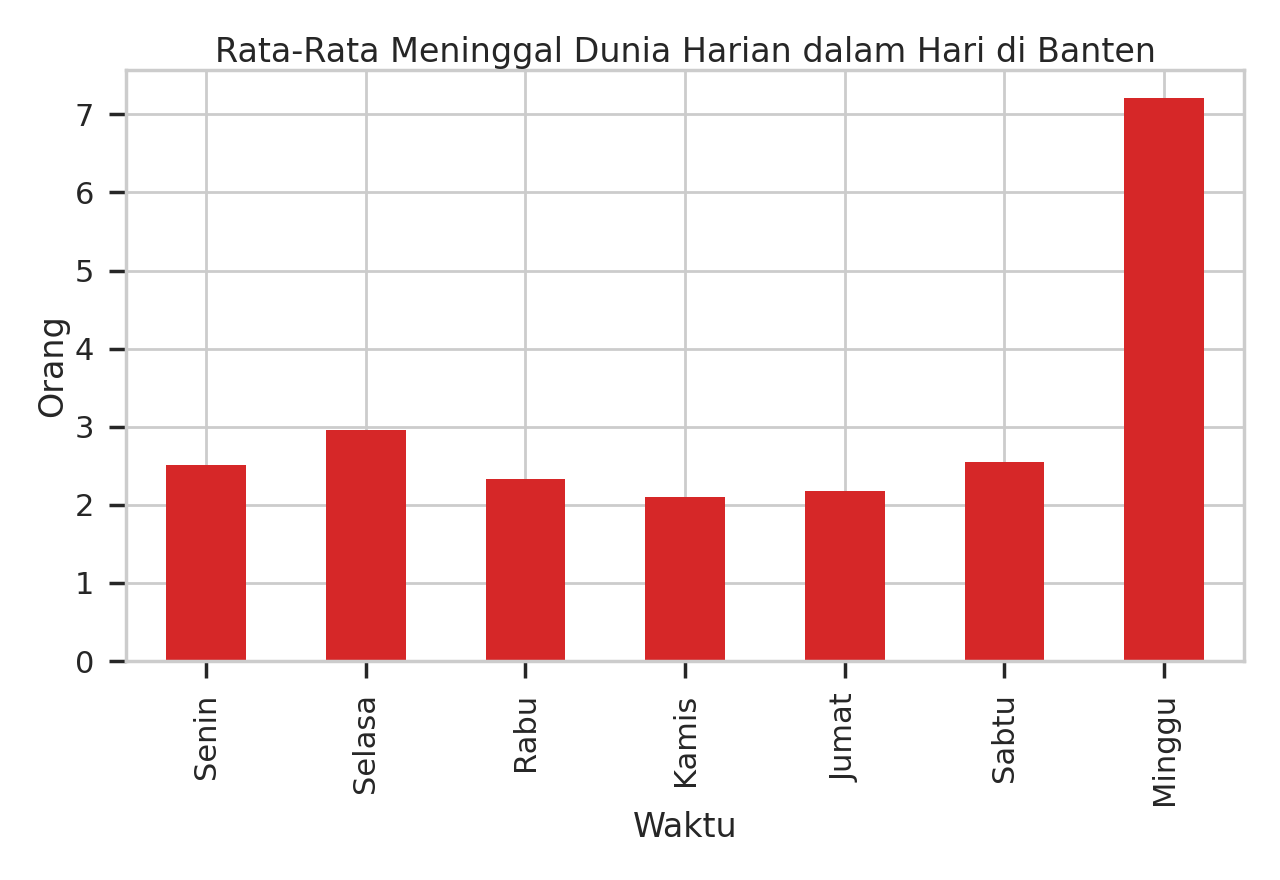 Rata-Rata Meninggal Dunia Harian dalam Hari di Banten
7
6
5
4
3
2
1
0
Orang
Senin
Selasa
Rabu
Kamis
Jumat
Sabtu
Minggu
Waktu